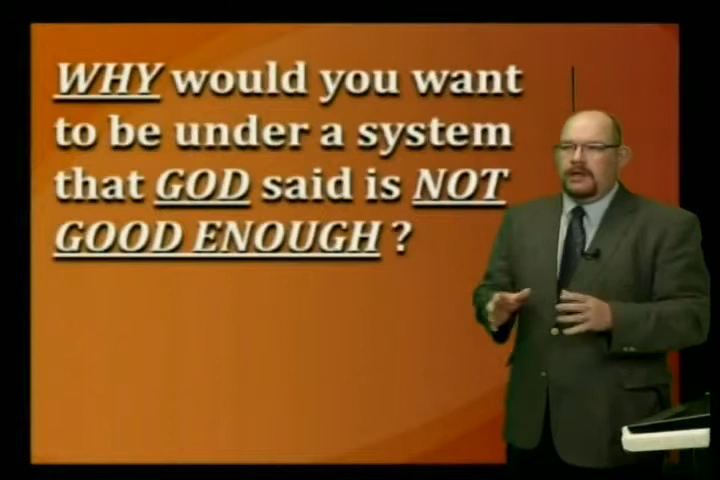 WHY would you want
to be under a system
that GOD said is NOT
GOOD ENOUGH ?